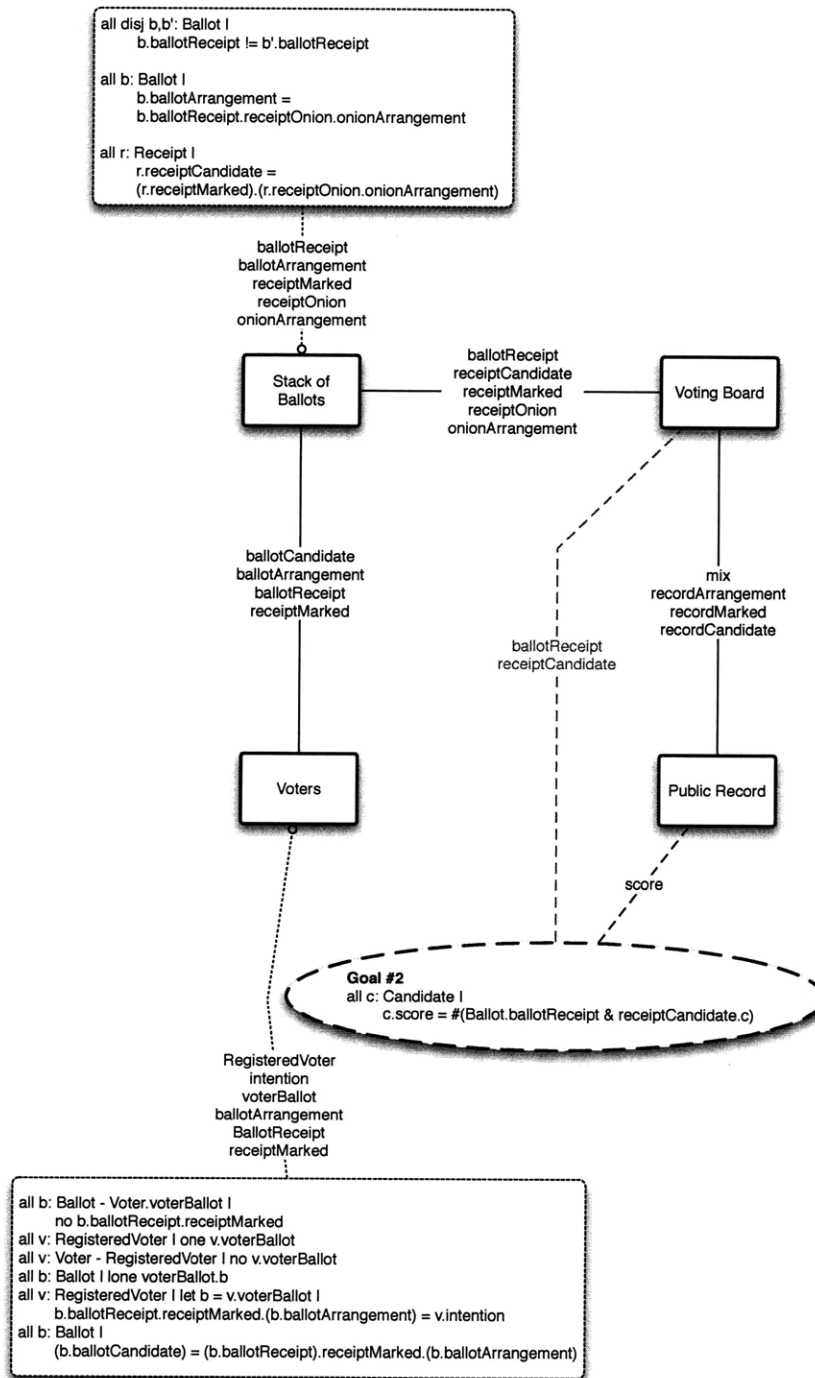 all disj b,b': Ballot |
b.ballotReceipt != b'.ballotReceipt
all b: Ballot |
b.ballotArrangement =
b.ballotReceipt.receiptOnion.onionArrangement
all r: Receipt |
r.receiptCandidate =
(r.receiptMarked).(r.receiptOnion.onionArrangement)
ballotReceipt
ballotArrangement
receiptMarked
receiptOnion
onionArrangement
Stack of
Ballots
ballotReceipt
receiptCandidate
receiptMarked
receiptOnion
onionArrangement
Voting Board
ballotCandidate
ballotArrangement
ballotReceipt
receiptMarked
mix
recordArrangement
recordMarked
recordCandidate
ballotReceipt
receiptCandidate
Voters
Public Record
score
Goal #2
all c: Candidate |
c.score = #(Ballot.ballotReceipt & receiptCandidate.c)
RegisteredVoter
intention
voterBallot
ballotArrangement
BallotReceipt
receiptMarked
all b: Ballot - Voter.voterBallot |
no b.ballotReceipt.receiptMarked
all v: RegisteredVoter | one v.voterBallot
all v: Voter - RegisteredVoter | no v.voterBallot
all b: Ballot | lone voterBallot.b
all v: RegisteredVoter | let b = v.voterBallot |
b.ballotReceipt.receiptMarked.(b.ballotArrangement) = v.intention
all b: Ballot |
(b.ballotCandidate) = (b.ballotReceipt).receiptMarked.(b.ballotArrangement)